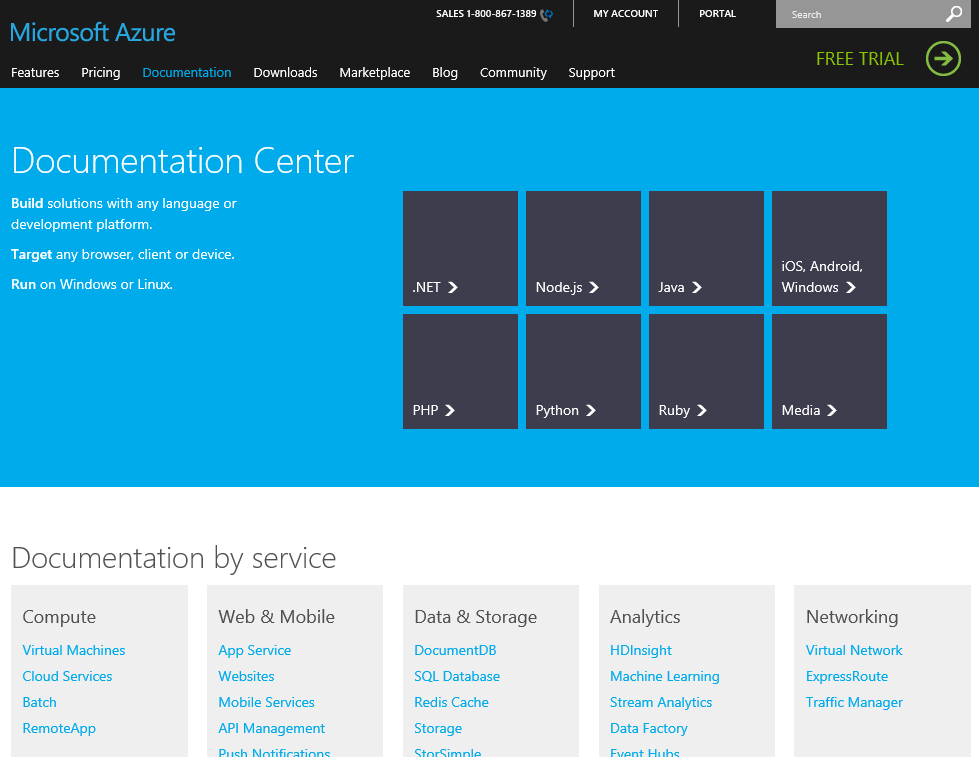 SALES 1-800-867-1389
MY ACCOUNT
PORTAL
Search
Microsoft Azure
FREE TRIAL
Features
Pricing
Documentation
Downloads
Marketplace
Blog
Community
Support
Documentation Center
Build solutions with any language or
development platform.
Target any browser, client or device.
Run on Windows or Linux.
.NET
Node.js
Java
iOS, Android,
Windows
PHP
Python
Ruby
Media
Documentation by service
Compute
Virtual Machines
Cloud Services
Batch
RemoteApp
Web & Mobile
App Service
Websites
Mobile Services
API Management
Push Notifications
Data & Storage
DocumentDB
SQL Database
Redis Cache
Storage
StorSimple
Analytics
HDInsight
Machine Learning
Stream Analytics
Data Factory
Event Hubs
Networking
Virtual Network
ExpressRoute
Traffic Manager